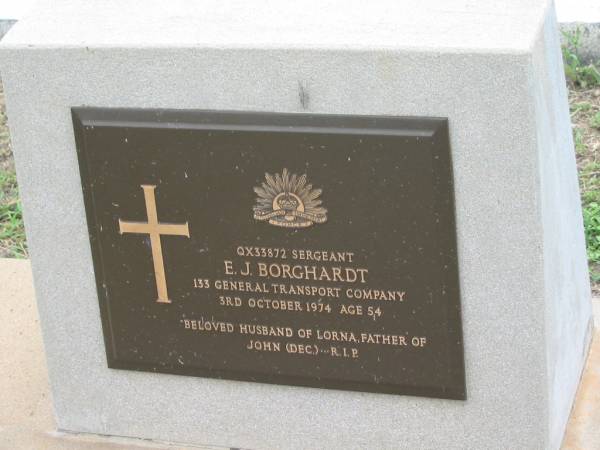 QX33872 SERGEANT
E. J. BORGHARDT
133 GENERAL TRANSPORT COMPANY
3RD OCTOBER 1974 AGE 54
BELOVED HUSBAND OF LORNA, FATHER OF
JOHN (DEC.)...R.I.P.